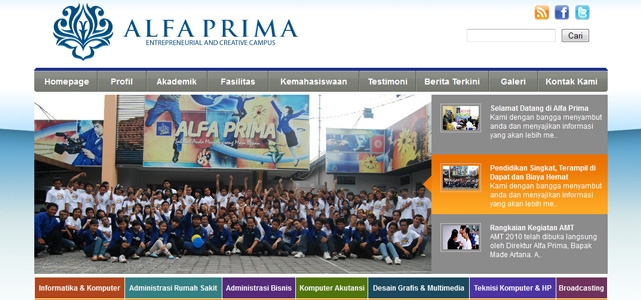 ALFA PRIMA
ENTREPRENEURIAL AND CREATIVE CAMPUS
Cari
Homepage Profil Akademik Fasilitas Kemahasiswaan Testimoni Berita Terkini Galeri Kontak Kami
ALFA PRIMA
Selamat Datang di Alfa Prima
Kami dengan bangga menyambut
anda dan menyajikan informasi
yang akan lebih me..
Pendidikan Singkat, Terampil di
Dapat dan Biaya Hemat
Kami dengan bangga menyambut
anda dan menyajikan informasi
yang akan lebih me..
Rangkaian Kegiatan AMT
AMT 2010 telah dibuka langsung
oleh Direktur Alfa Prima, Bapak
Made Artana. A..
Informatika & Komputer Administrasi Rumah Sakit Administrasi Bisnis Komputer Akutansi Desain Grafis & Multimedia Teknisi Komputer & HP Broadcasting